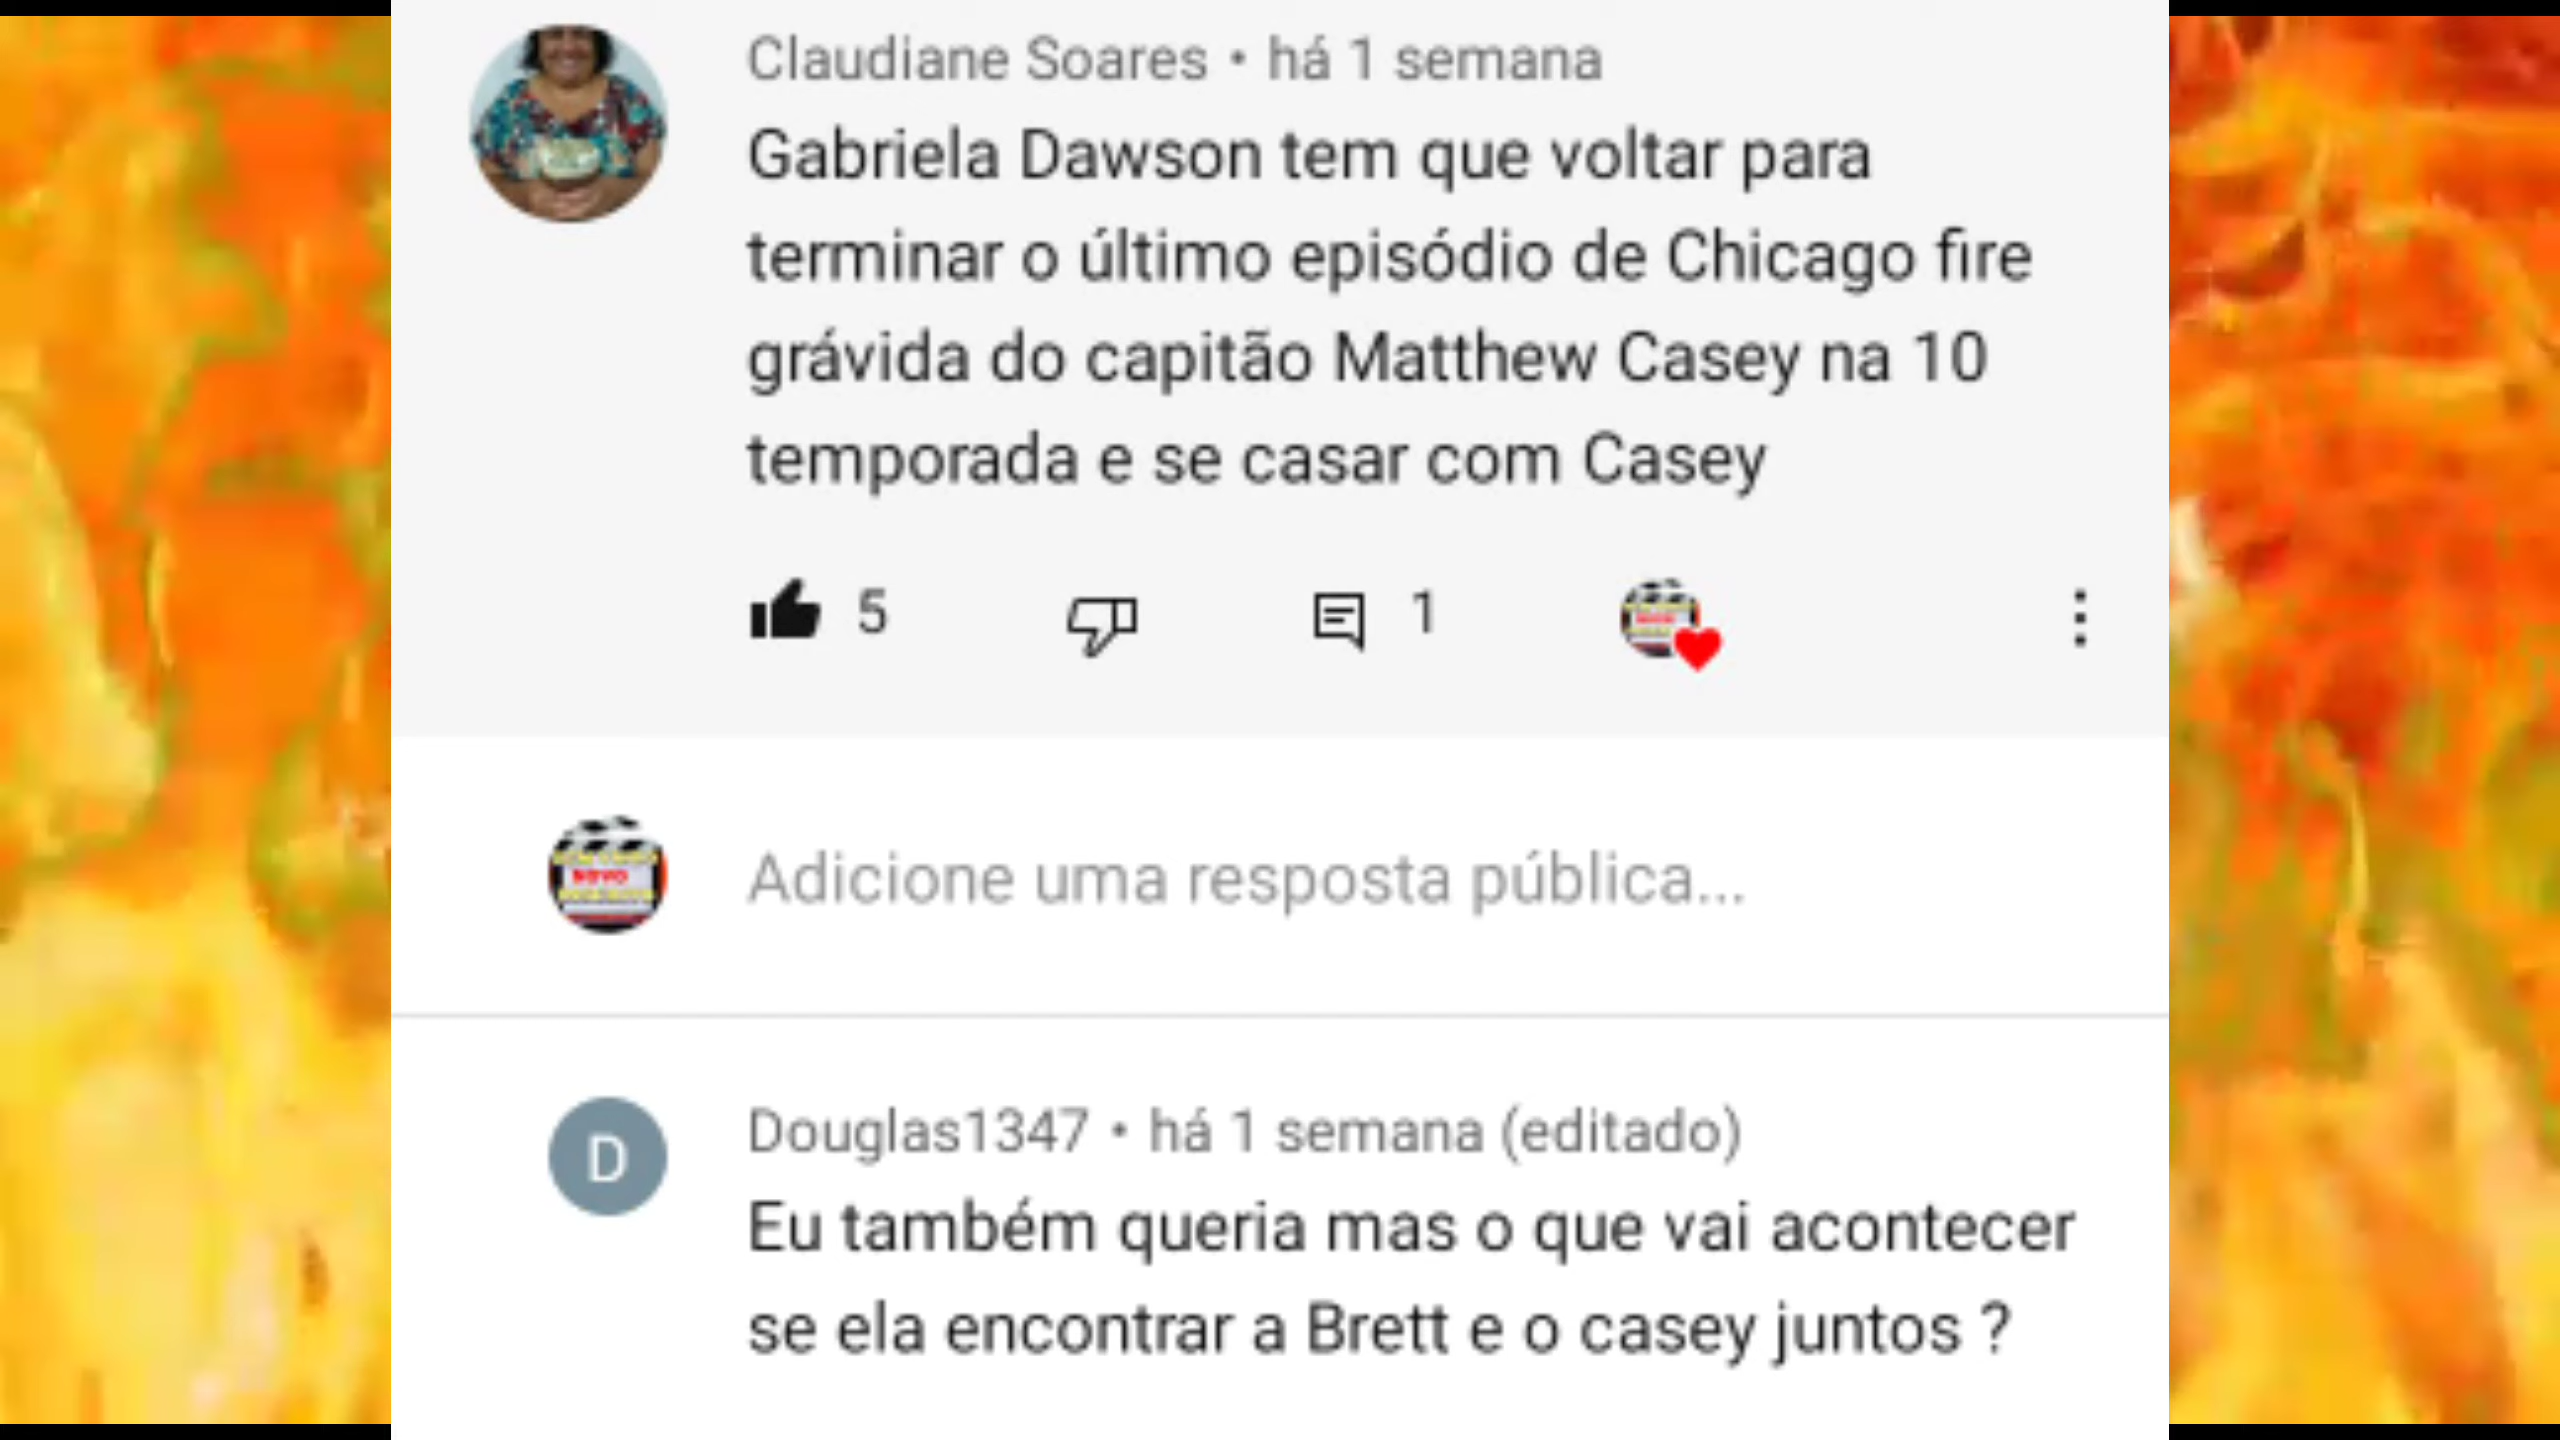 Claudiane Soares • há 1 semana
Gabriela Dawson tem que voltar para
terminar o último episódio de Chicago fire
grávida do capitão Matthew Casey na 10
temporada e se casar com Casey
5 1
NOVO
Adicione uma resposta pública...
D
Douglas1347 • há 1 semana (editado)
Eu também queria mas o que vai acontecer
se ela encontrar a Brett e o casey juntos ?